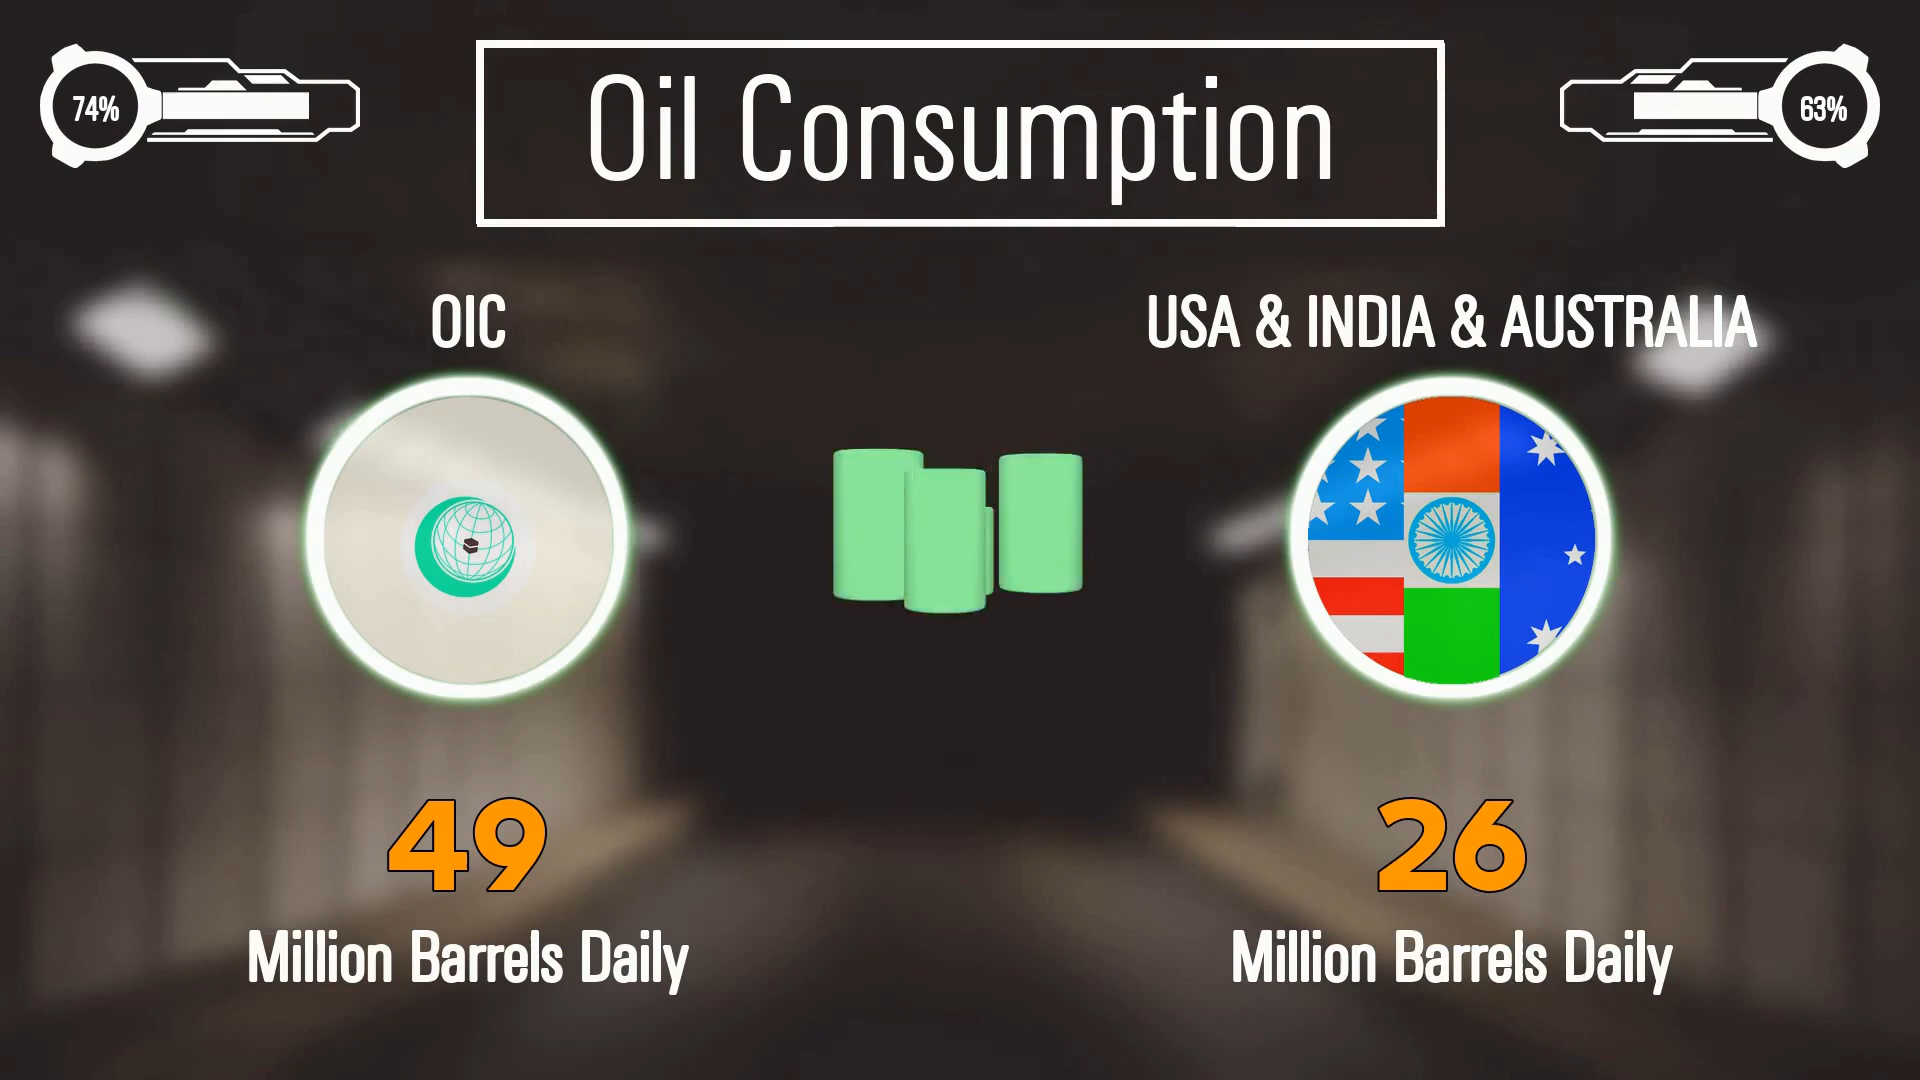 74%
Oil Consumption
63%
OIC
USA & INDIA & AUSTRALIA
49
26
Million Barrels Daily
Million Barrels Daily